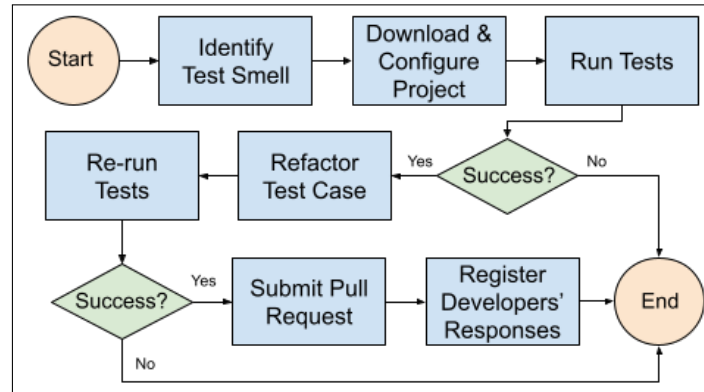 Start
Identify
Test Smell
Download &
Configure
Project
Run Tests
Success?
Yes
No
Refactor
Test Case
Re-run
Tests
Success?
Yes
No
Submit Pull
Request
Register
Developers’
Responses
End